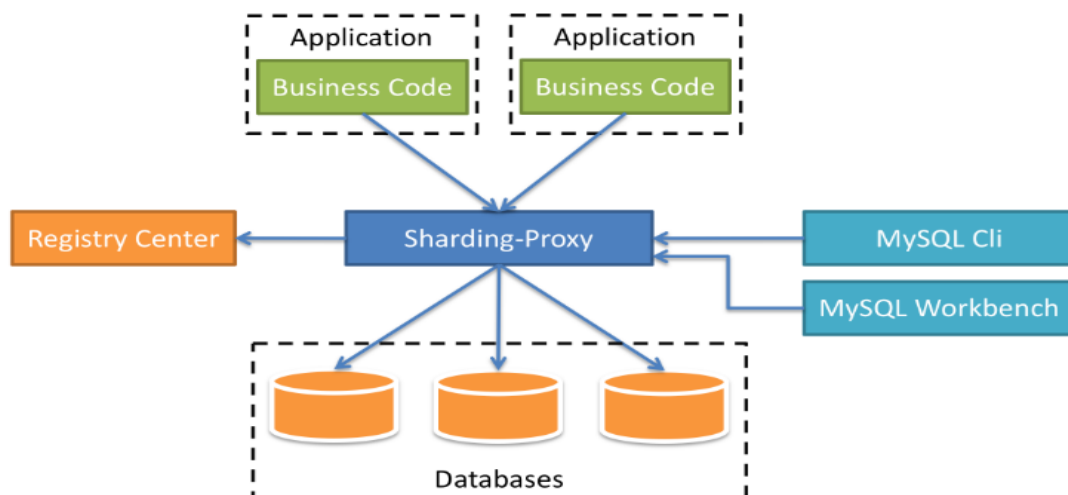 Application
Application
Business Code
Business Code
Registry Center
Sharding-Proxy
MySQL Cli
MySQL Workbench
Databases